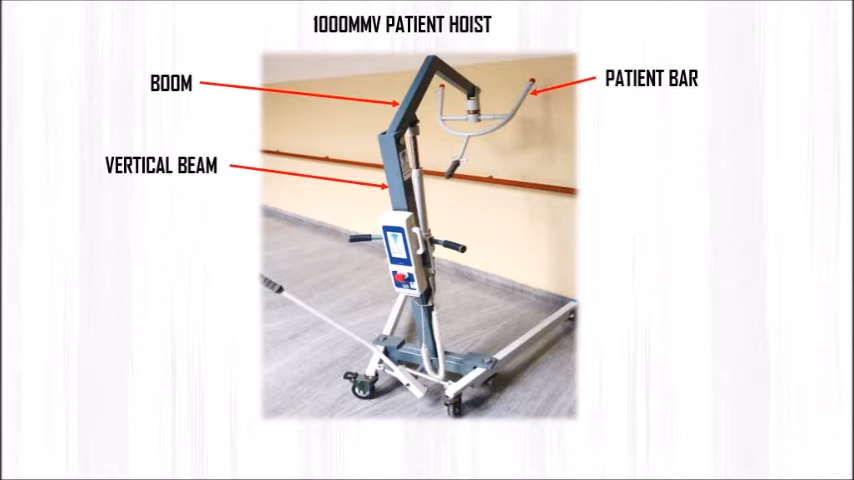 1000MMV PATIENT HOIST
BOOM
PATIENT BAR
VERTICAL BEAM